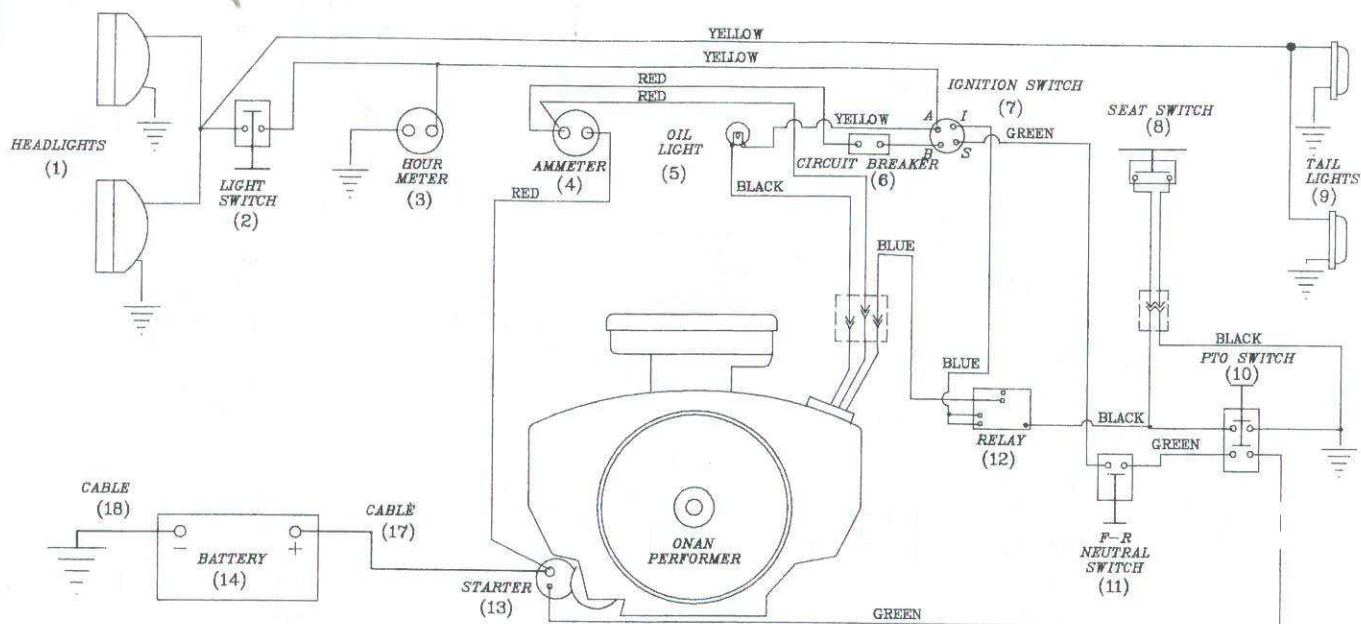 YELLOW
YELLOW
RED
RED
IGNITION SWITCH
(7)
SEAT SWITCH
(8)
HEADLIGHTS
(1)
LIGHT
SWITCH
(2)
HOUR
METER
(3)
AMMETER
(4)
OIL
LIGHT
(5)
YELLOW
A
I
B
S
GREEN
CIRCUIT BREAKER
(6)
TAIL
LIGHTS
(9)
RED
BLACK
BLUE
BLACK
PTO SWITCH
(10)
BLUE
BLACK
RELAY
(12)
GREEN
CABLE
(18)
CABLE
(17)
-
+
BATTERY
(14)
ONAN
PERFORMER
F-R
NEUTRAL
SWITCH
(11)
STARTER
(13)
GREEN